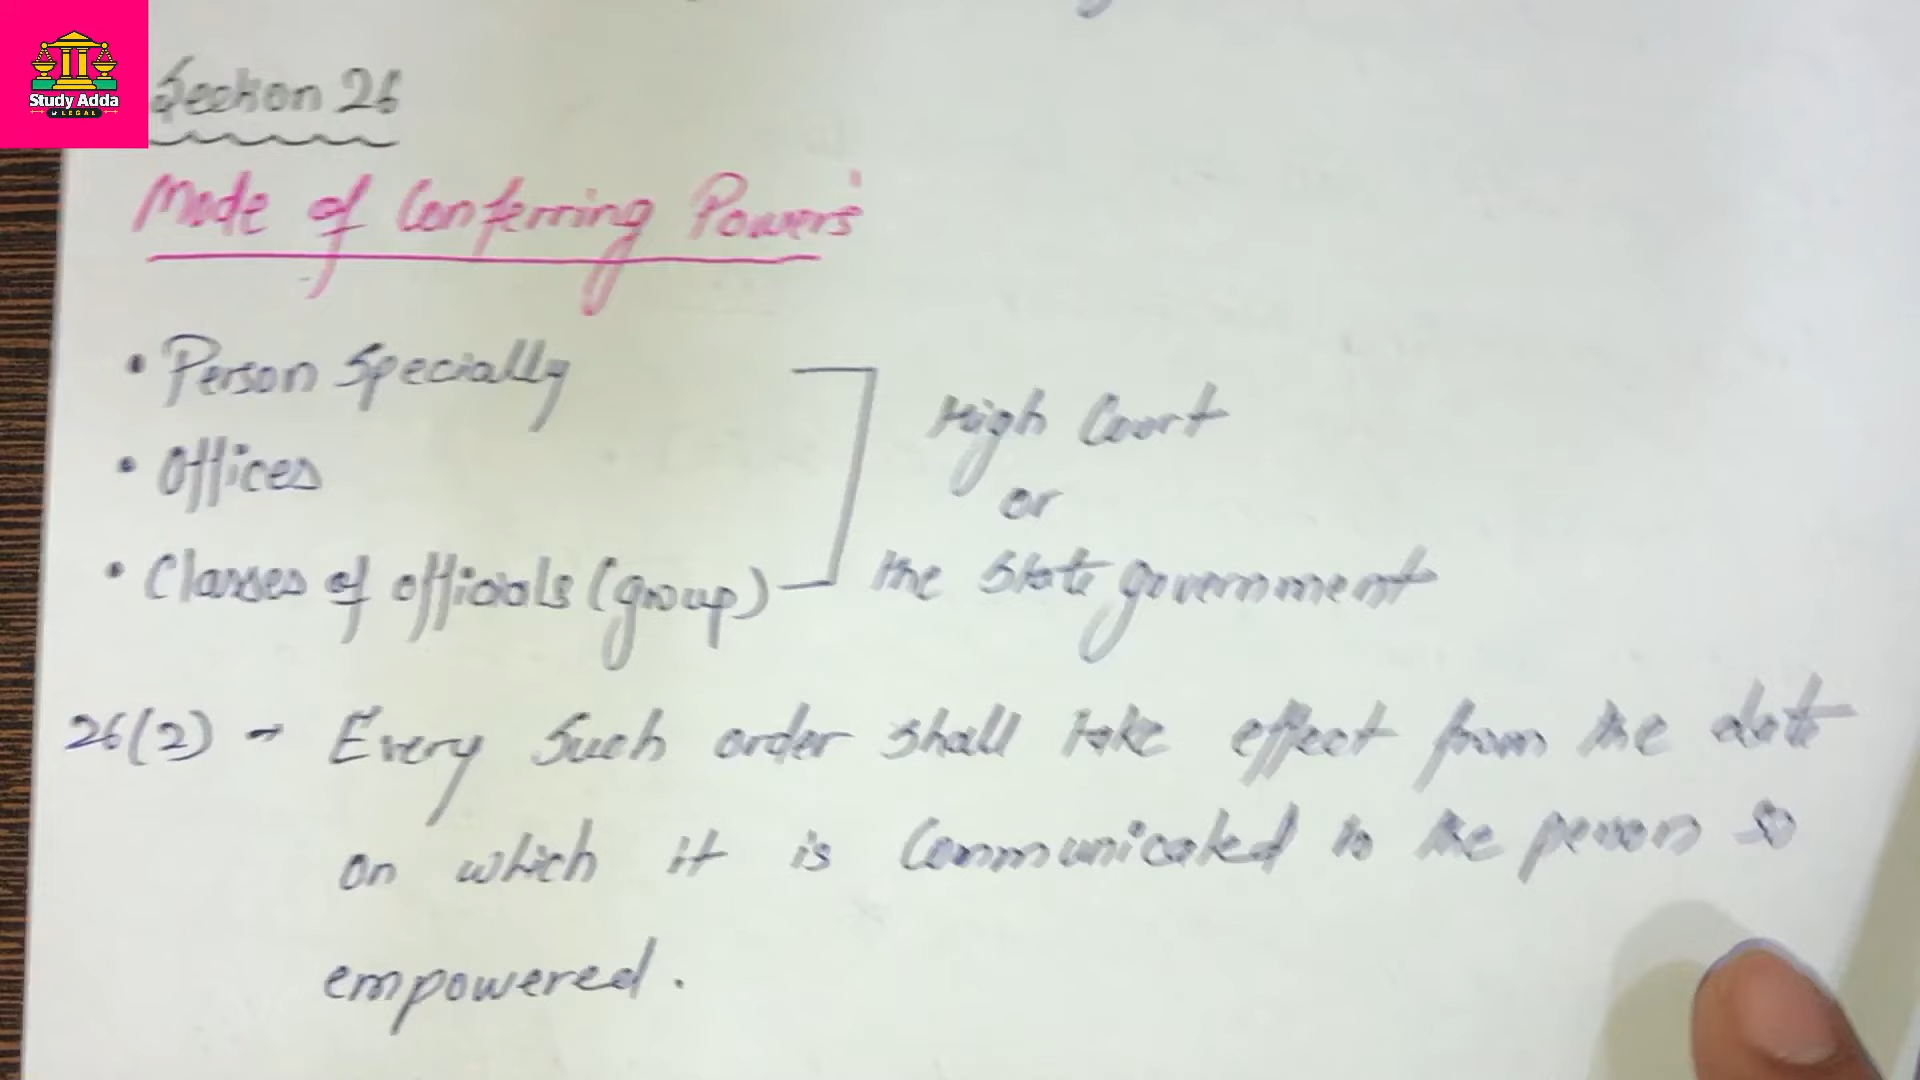 Study Adda
LEGAL
Section 26
Mode of Conferring Powers
• Person Specially
• Offices
• Classes of officials (group)
High Court
or
the State government
26(2) → Every Such order shall take effect from the date
on which it is Communicated to the person so
empowered.